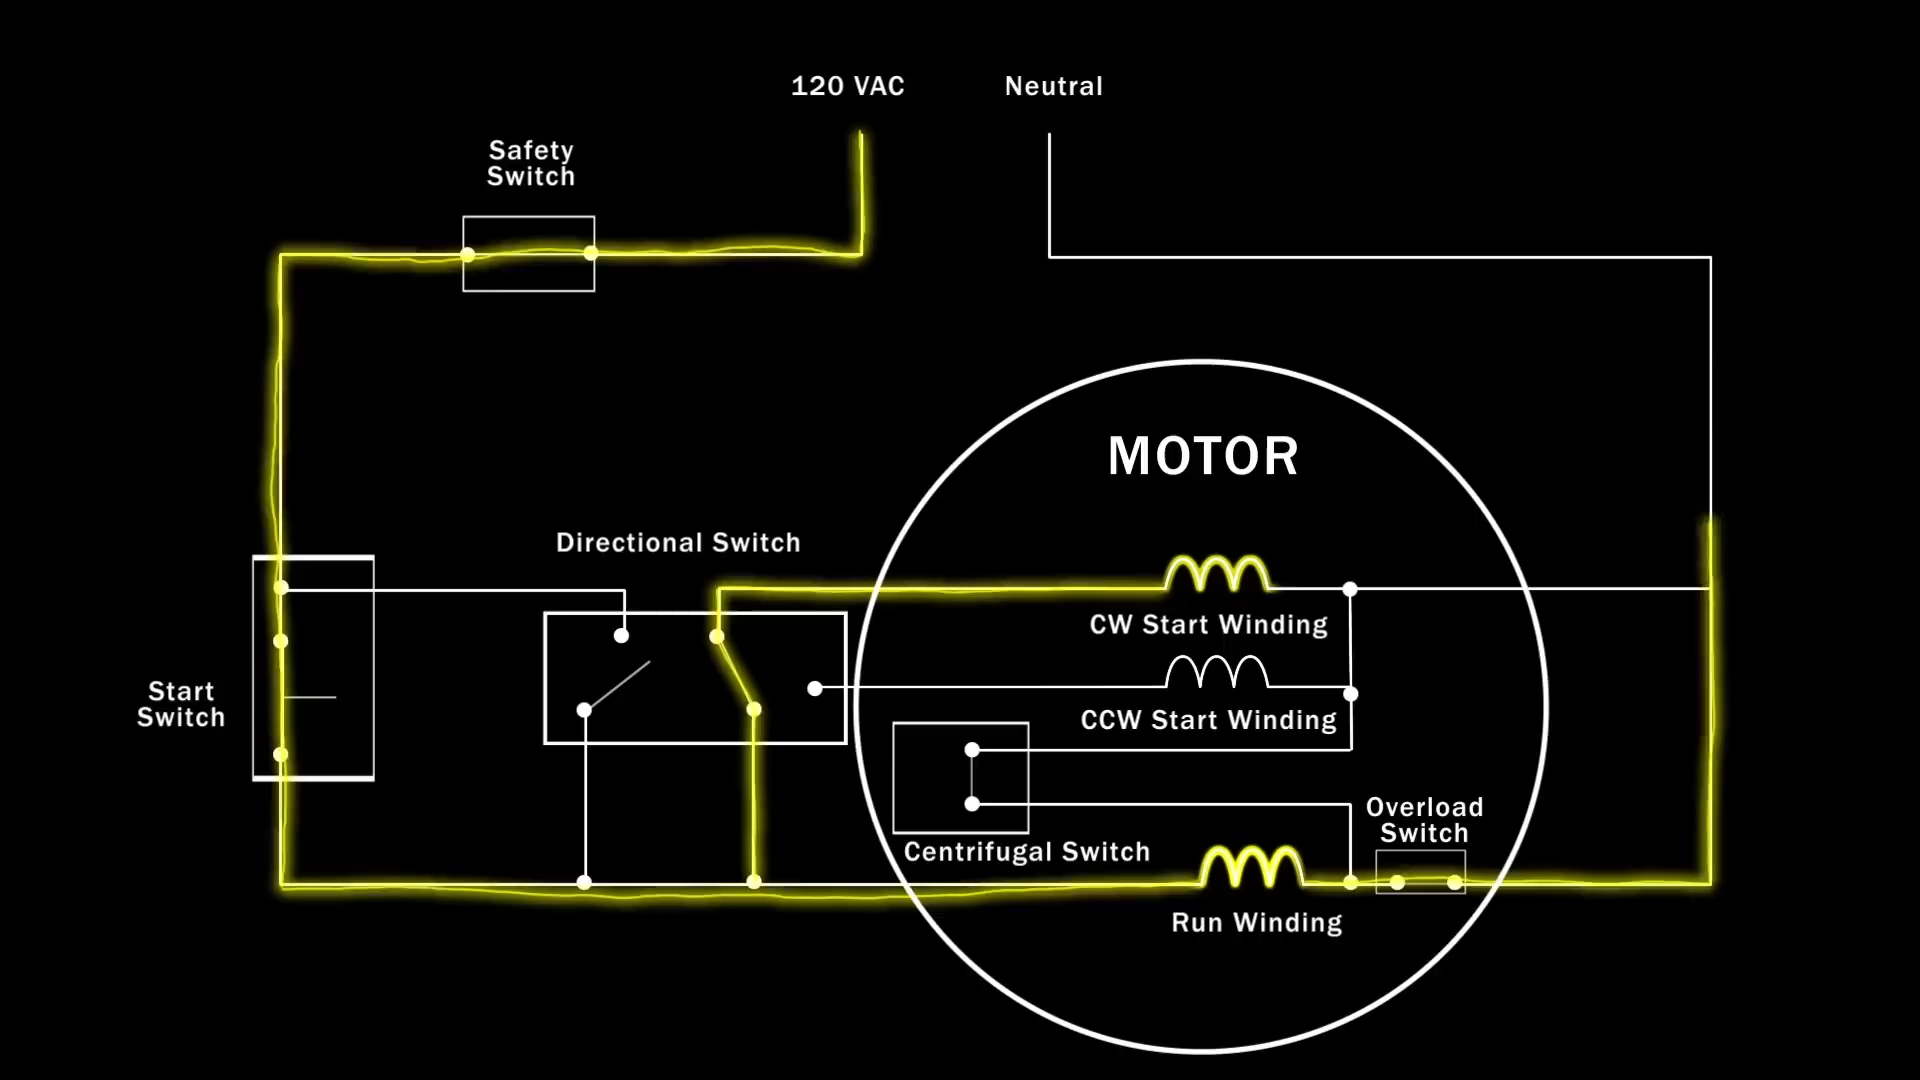 120 VAC
Neutral
Safety
Switch
MOTOR
Directional Switch
CW Start Winding
Start
Switch
CCW Start Winding
Overload
Switch
Centrifugal Switch
Run Winding